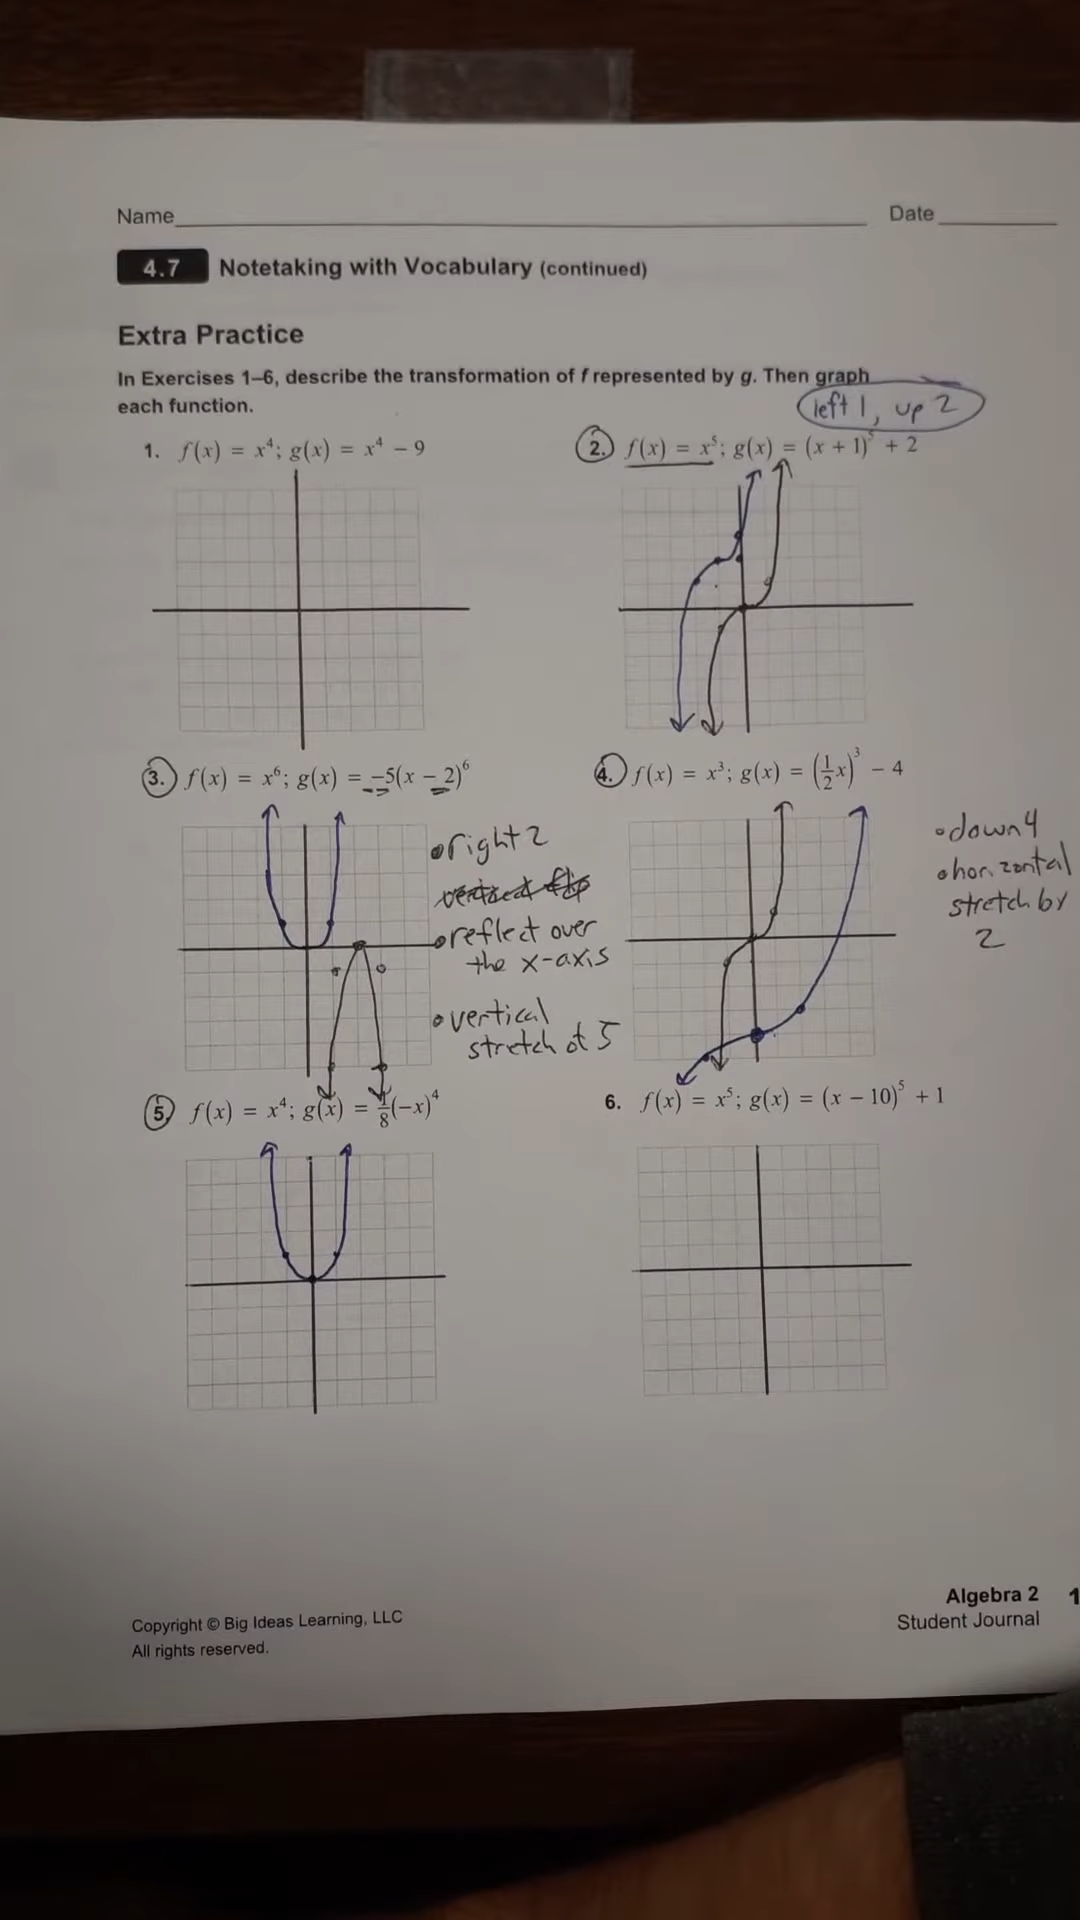 Name
Date
4.7 Notetaking with Vocabulary (continued)
Extra Practice
In Exercises 1–6, describe the transformation of f represented by g. Then graph
each function.
left 1, up 2
1. f(x) = x⁴; g(x) = x⁴ − 9
2. f(x) = x⁵; g(x) = (x + 1)⁵ + 2
3. f(x) = x⁶; g(x) = −5(x − 2)⁶
4. f(x) = x³; g(x) = (1/2 x)³ − 4
•right 2
•reflect over
the x-axis
•vertical
stretch of 5
•down 4
•horizontal
stretch by
2
5. f(x) = x⁴; g(x) = 1/8(−x)⁴
6. f(x) = x⁵; g(x) = (x − 10)⁵ + 1
Copyright © Big Ideas Learning, LLC
All rights reserved.
Algebra 2
Student Journal
1